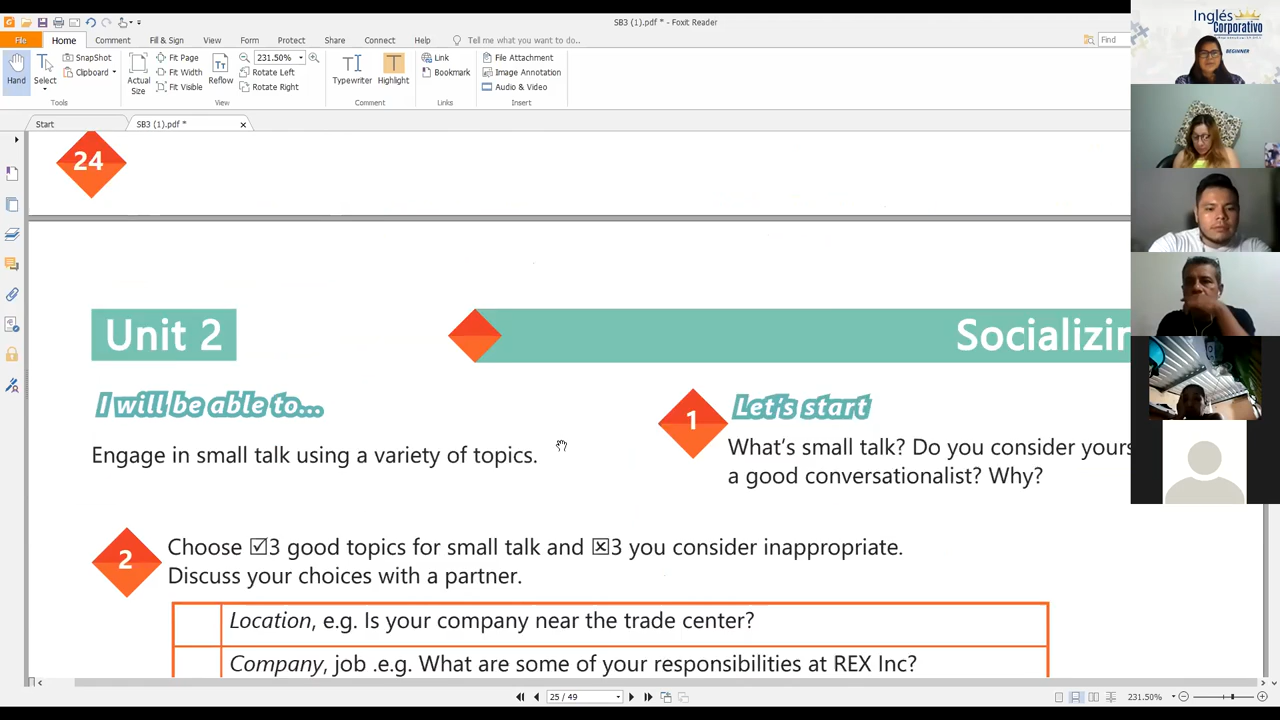 SB3 (1).pdf * - Foxit Reader
File Home Comment Fill & Sign View Form Protect Share Connect Help Tell me what you want to do.. Find
Hand Select SnapShot Clipboard Actual Size Fit Page Fit Width Fit Visible Reflow 231.50% Rotate Left Rotate Right Typewriter Highlight Link Bookmark File Attachment Image Annotation Audio & Video
Tools View Comment Links Insert
Start SB3 (1).pdf *
24
Unit 2 Socializin
I will be able to...
Engage in small talk using a variety of topics.
1 Let's start
What's small talk? Do you consider yours
a good conversationalist? Why?
2 Choose ☑3 good topics for small talk and ☒3 you consider inappropriate.
Discuss your choices with a partner.
Location, e.g. Is your company near the trade center?
Company, job .e.g. What are some of your responsibilities at REX Inc?
25 / 49 231.50%
Inglés
Corporativo
BEGINNER